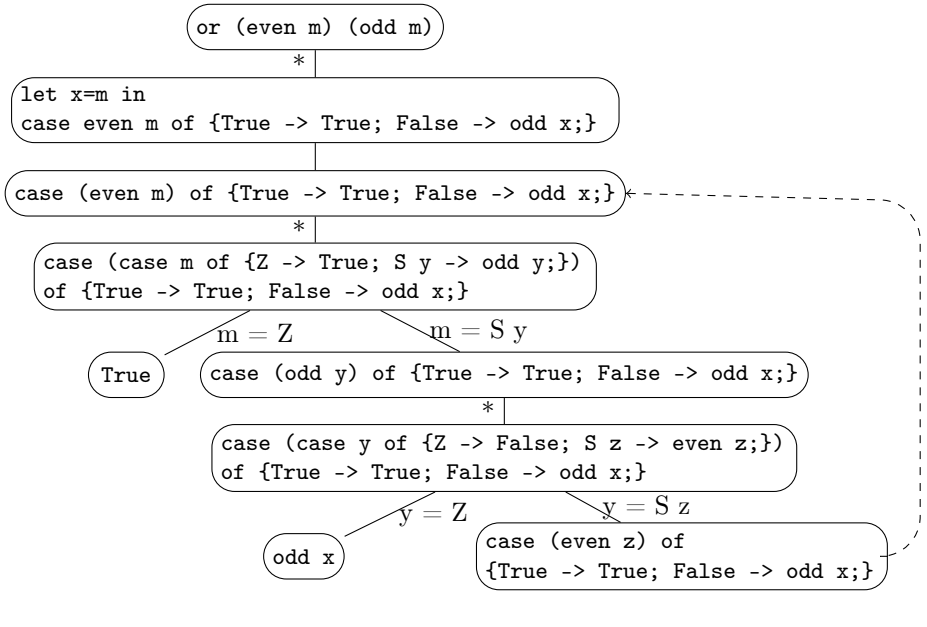 or (even m) (odd m)
*
let x=m in
case even m of {True -> True; False -> odd x;}
case (even m) of {True -> True; False -> odd x;}
*
case (case m of {Z -> True; S y -> odd y;})
of {True -> True; False -> odd x;}
m = Z
m = S y
True
case (odd y) of {True -> True; False -> odd x;}
*
case (case y of {Z -> False; S z -> even z;})
of {True -> True; False -> odd x;}
y = Z
y = S z
odd x
case (even z) of
{True -> True; False -> odd x;}